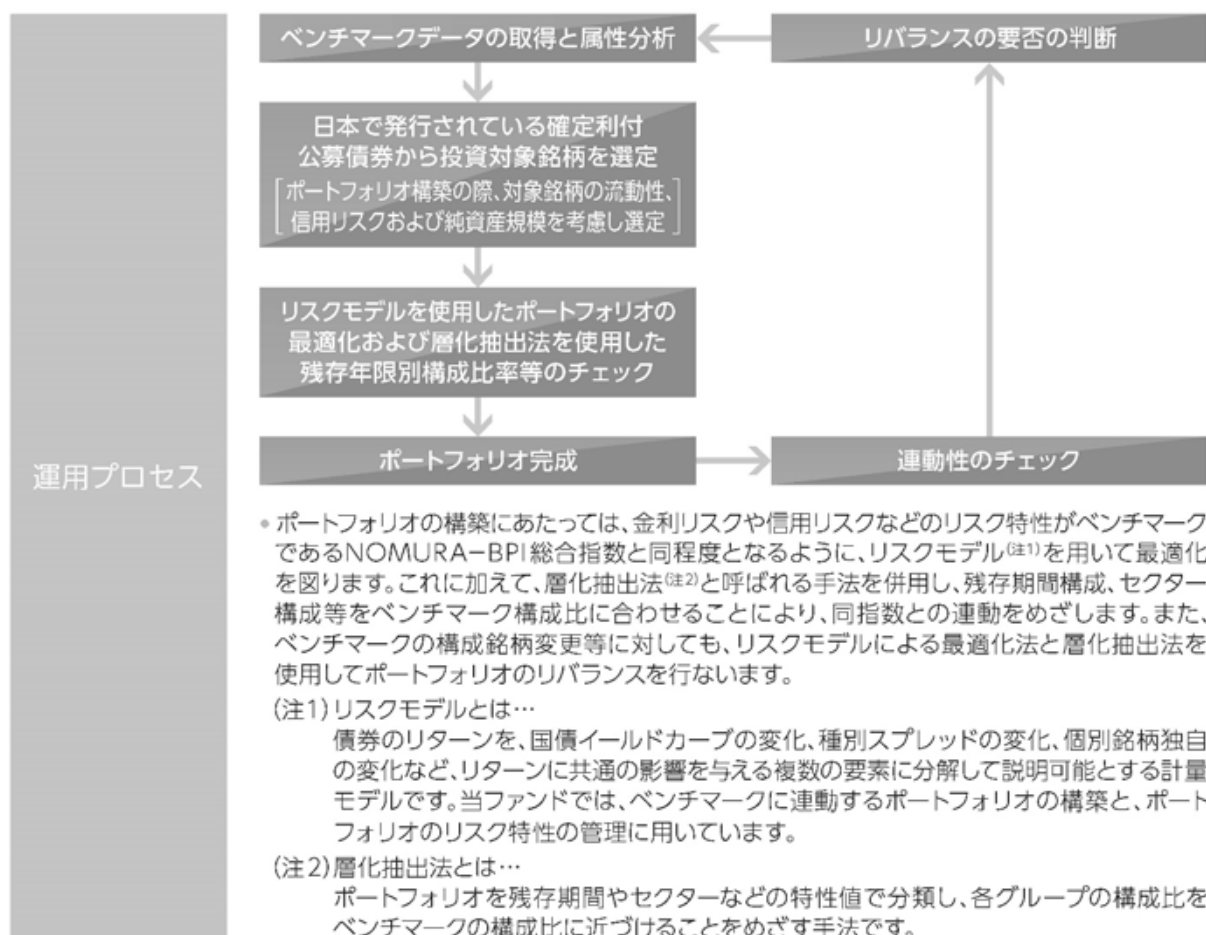 運用プロセス
ベンチマークデータの取得と属性分析
リバランスの要否の判断
日本で発行されている確定利付
公募債券から投資対象銘柄を選定
[ポートフォリオ構築の際、対象銘柄の流動性、
信用リスクおよび純資産規模を考慮し選定]
リスクモデルを使用したポートフォリオの
最適化および層化抽出法を使用した
残存年限別構成比率等のチェック
ポートフォリオ完成
連動性のチェック
●ポートフォリオの構築にあたっては、金利リスクや信用リスクなどのリスク特性がベンチマーク
であるNOMURA−BPI総合指数と同程度となるように、リスクモデル(注1)を用いて最適化
を図ります。これに加えて、層化抽出法(注2)と呼ばれる手法を併用し、残存期間構成、セクター
構成等をベンチマーク構成比に合わせることにより、同指数との連動をめざします。また、
ベンチマークの構成銘柄変更等に対しても、リスクモデルによる最適化法と層化抽出法を
使用してポートフォリオのリバランスを行ないます。
(注1)リスクモデルとは…
債券のリターンを、国債イールドカーブの変化、種別スプレッドの変化、個別銘柄独自
の変化など、リターンに共通の影響を与える複数の要素に分解して説明可能とする計量
モデルです。当ファンドでは、ベンチマークに連動するポートフォリオの構築と、ポート
フォリオのリスク特性の管理に用いています。
(注2)層化抽出法とは…
ポートフォリオを残存期間やセクターなどの特性値で分類し、各グループの構成比を
ベンチマークの構成比に近づけることをめざす手法です。